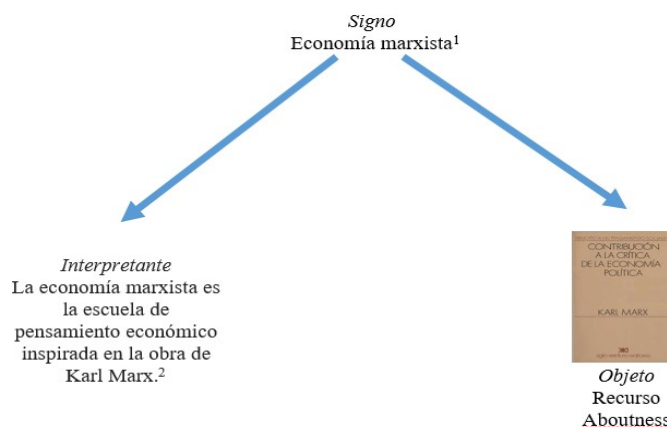 Signo
Economía marxista¹
Interpretante
La economía marxista es
la escuela de
pensamiento económico
inspirada en la obra de
Karl Marx.²
CONTRIBUCIÓN
A LA CRÍTICA
DE LA ECONOMÍA
POLÍTICA
KARL MARX
Objeto
Recurso
Aboutness